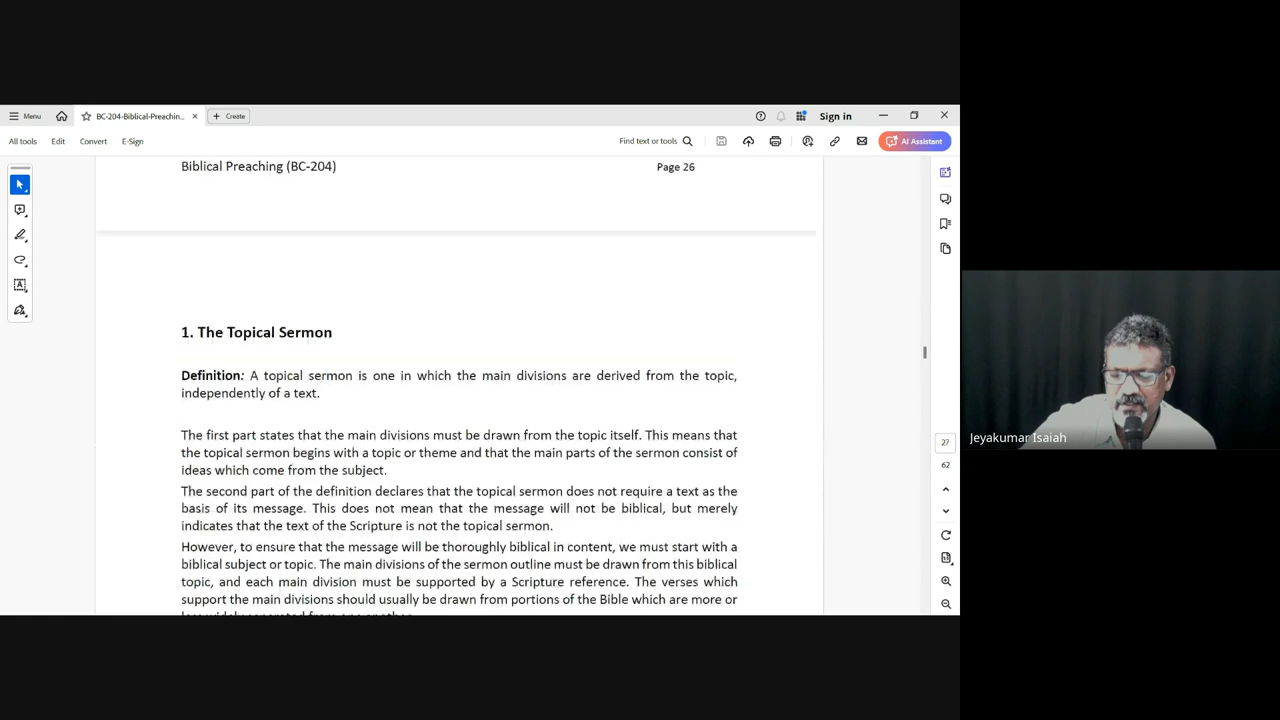 Menu
BC-204-Biblical-Preachin...
Create
Sign in
All tools
Edit
Convert
E-Sign
Find text or tools
AI Assistant
Biblical Preaching (BC-204)
Page 26
1. The Topical Sermon
Definition: A topical sermon is one in which the main divisions are derived from the topic,
independently of a text.
The first part states that the main divisions must be drawn from the topic itself. This means that
the topical sermon begins with a topic or theme and that the main parts of the sermon consist of
ideas which come from the subject.
The second part of the definition declares that the topical sermon does not require a text as the
basis of its message. This does not mean that the message will not be biblical, but merely
indicates that the text of the Scripture is not the topical sermon.
However, to ensure that the message will be thoroughly biblical in content, we must start with a
biblical subject or topic. The main divisions of the sermon outline must be drawn from this biblical
topic, and each main division must be supported by a Scripture reference. The verses which
support the main divisions should usually be drawn from portions of the Bible which are more or
27
62
Jeyakumar Isaiah